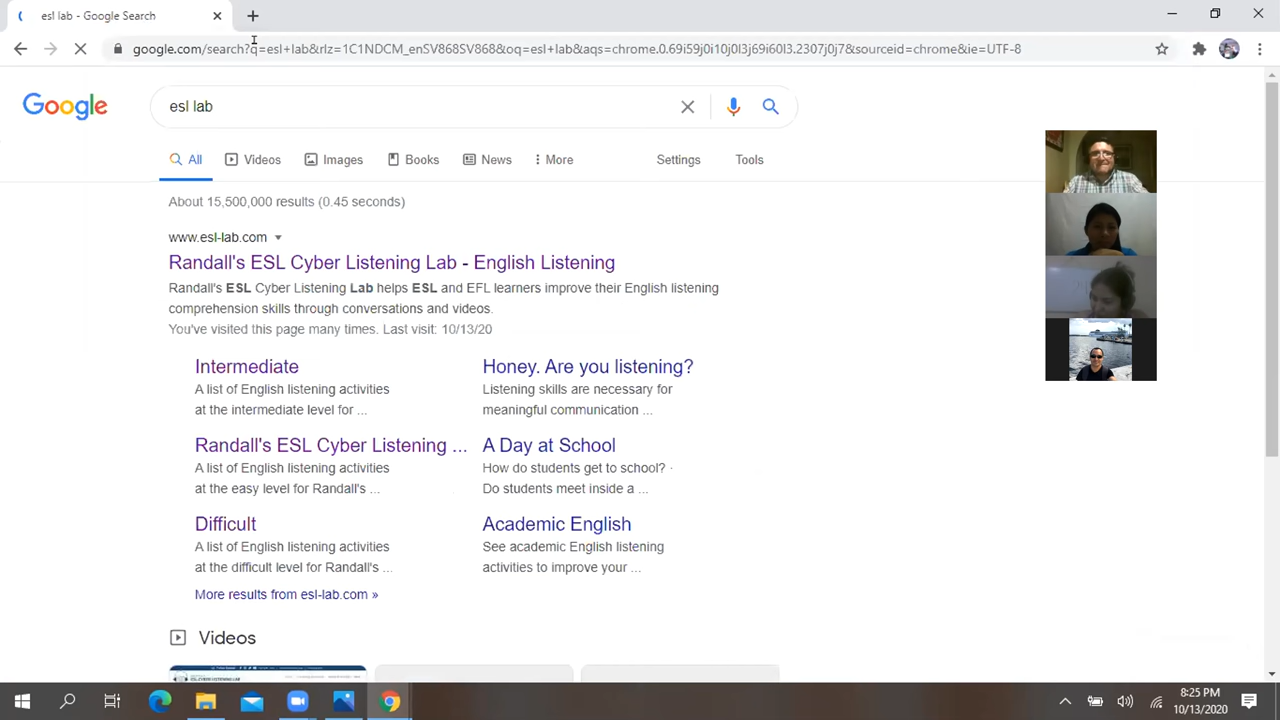 esl lab - Google Search
google.com/search?q=esl+lab&rlz=1C1NDCM_enSV868SV868&oq=esl+lab&aqs=chrome.0.69i59j0i10j0l3j69i60l3.2307j0j7&sourceid=chrome&ie=UTF-8
Google
esl lab
All
Videos
Images
Books
News
More
Settings
Tools
About 15,500,000 results (0.45 seconds)
www.esl-lab.com
Randall's ESL Cyber Listening Lab - English Listening
Randall's ESL Cyber Listening Lab helps ESL and EFL learners improve their English listening
comprehension skills through conversations and videos.
You've visited this page many times. Last visit: 10/13/20
Intermediate
A list of English listening activities
at the intermediate level for ...
Honey. Are you listening?
Listening skills are necessary for
meaningful communication ...
Randall's ESL Cyber Listening ...
A list of English listening activities
at the easy level for Randall's ...
A Day at School
How do students get to school? ·
Do students meet inside a ...
Difficult
A list of English listening activities
at the difficult level for Randall's ...
Academic English
See academic English listening
activities to improve your ...
More results from esl-lab.com »
Videos
8:25 PM
10/13/2020